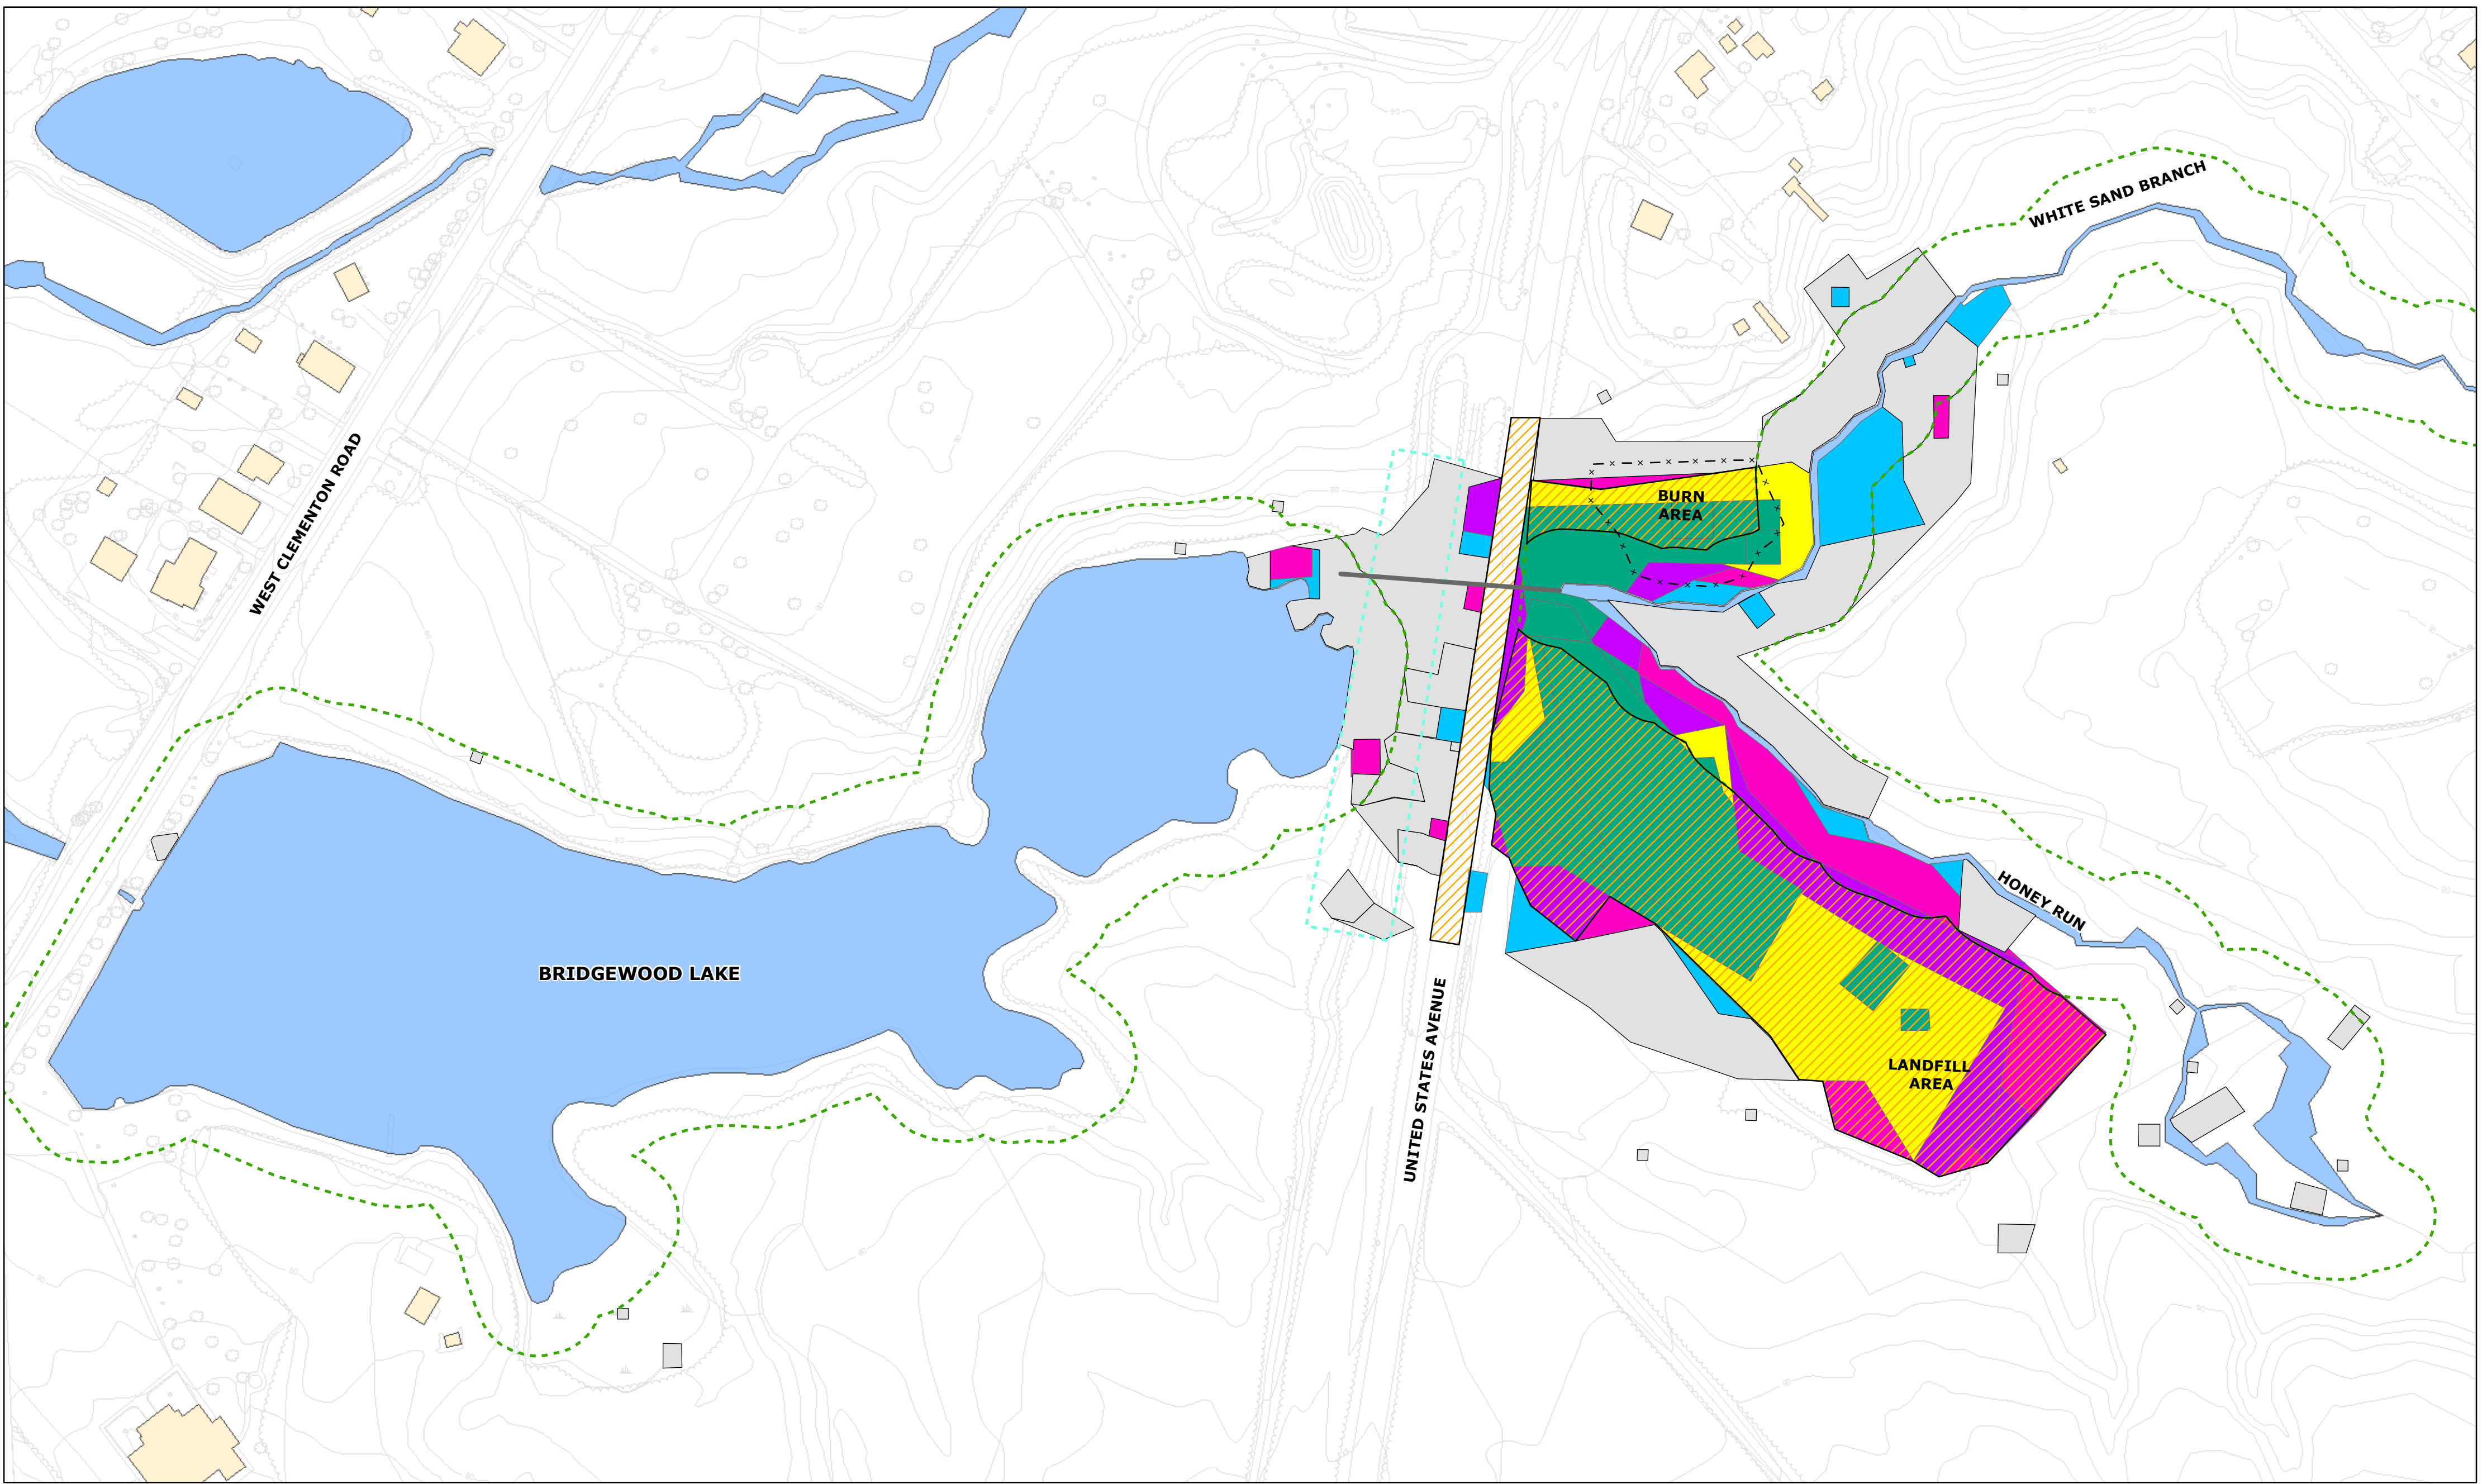 WHITE SAND BRANCH
WEST CLEMENTON ROAD
BURN
AREA
HONEY RUN
BRIDGEWOOD LAKE
UNITED STATES AVENUE
LANDFILL
AREA